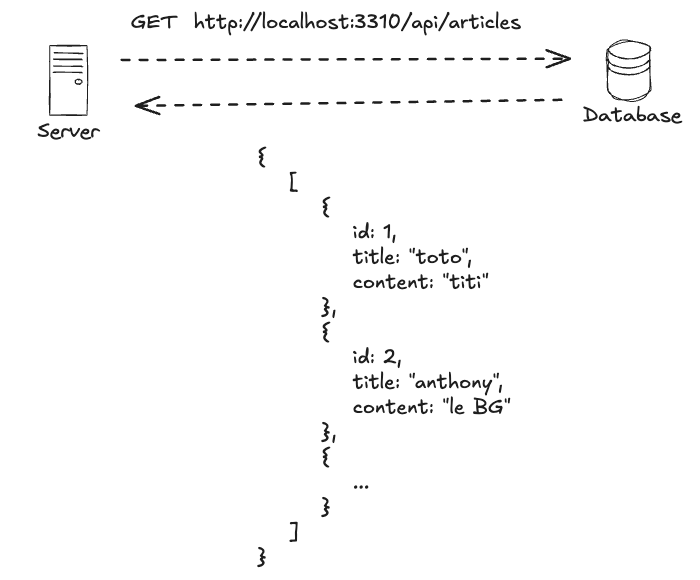 GET http://localhost:3310/api/articles
Server
Database
{
[
{
id: 1,
title: "toto",
content: "titi"
},
{
id: 2,
title: "anthony",
content: "le BG"
},
{
...
}
]
}